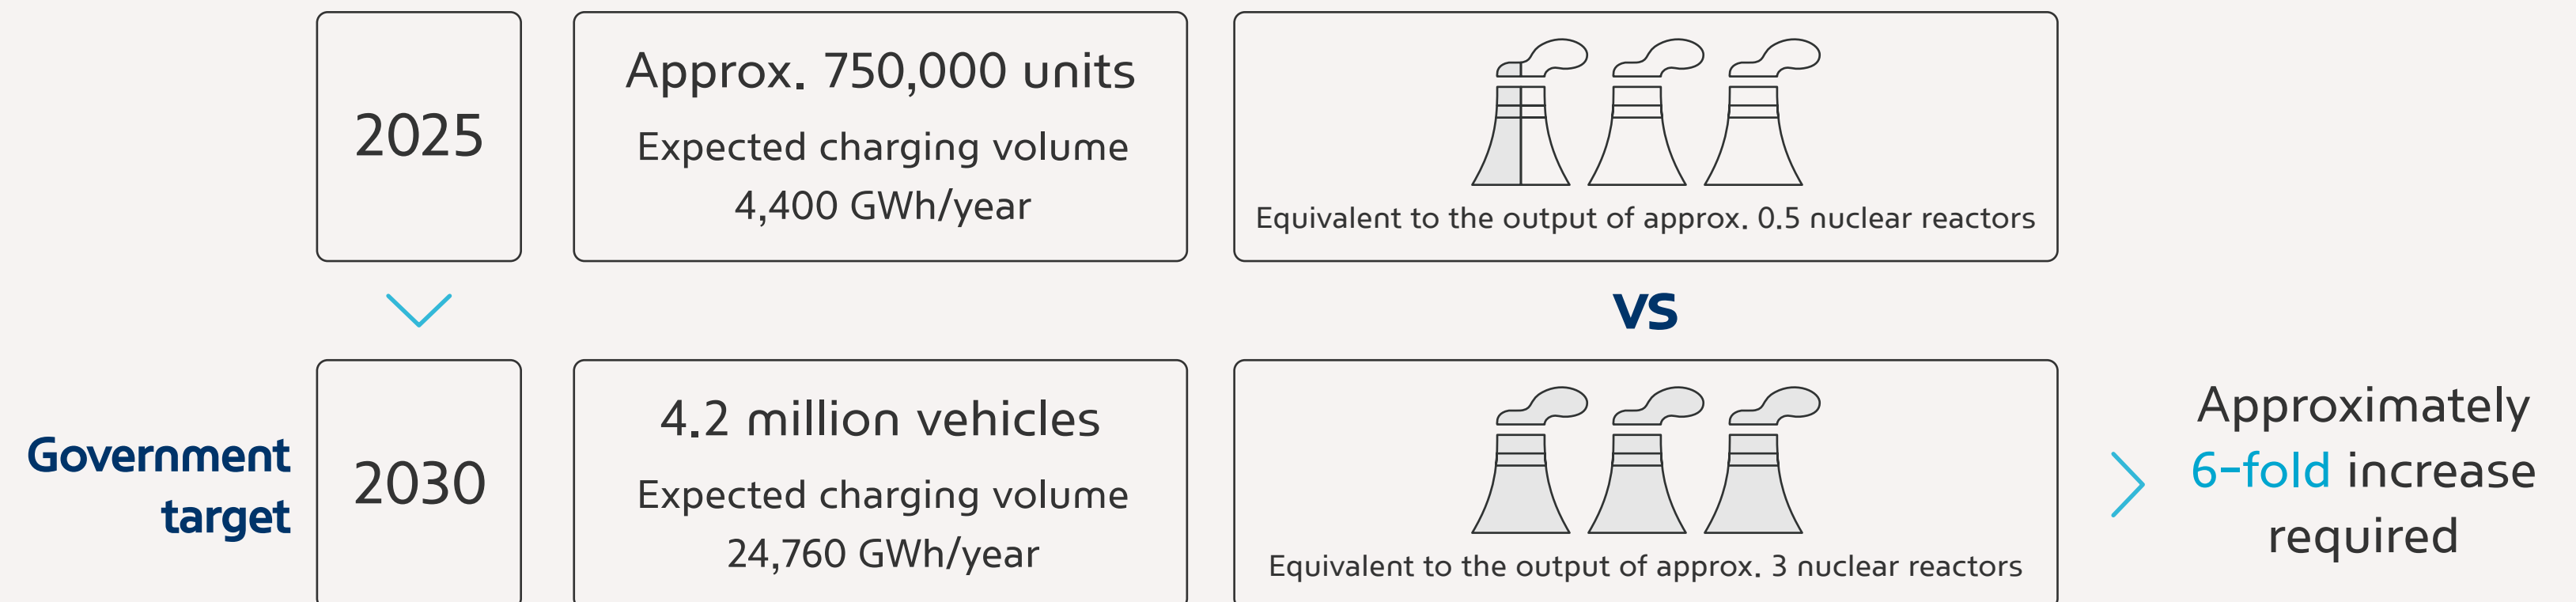 2025
Approx. 750,000 units
Expected charging volume
4,400 GWh/year
Equivalent to the output of approx. 0.5 nuclear reactors
VS
Government
target
2030
4.2 million vehicles
Expected charging volume
24,760 GWh/year
Equivalent to the output of approx. 3 nuclear reactors
Approximately
6-fold increase
required